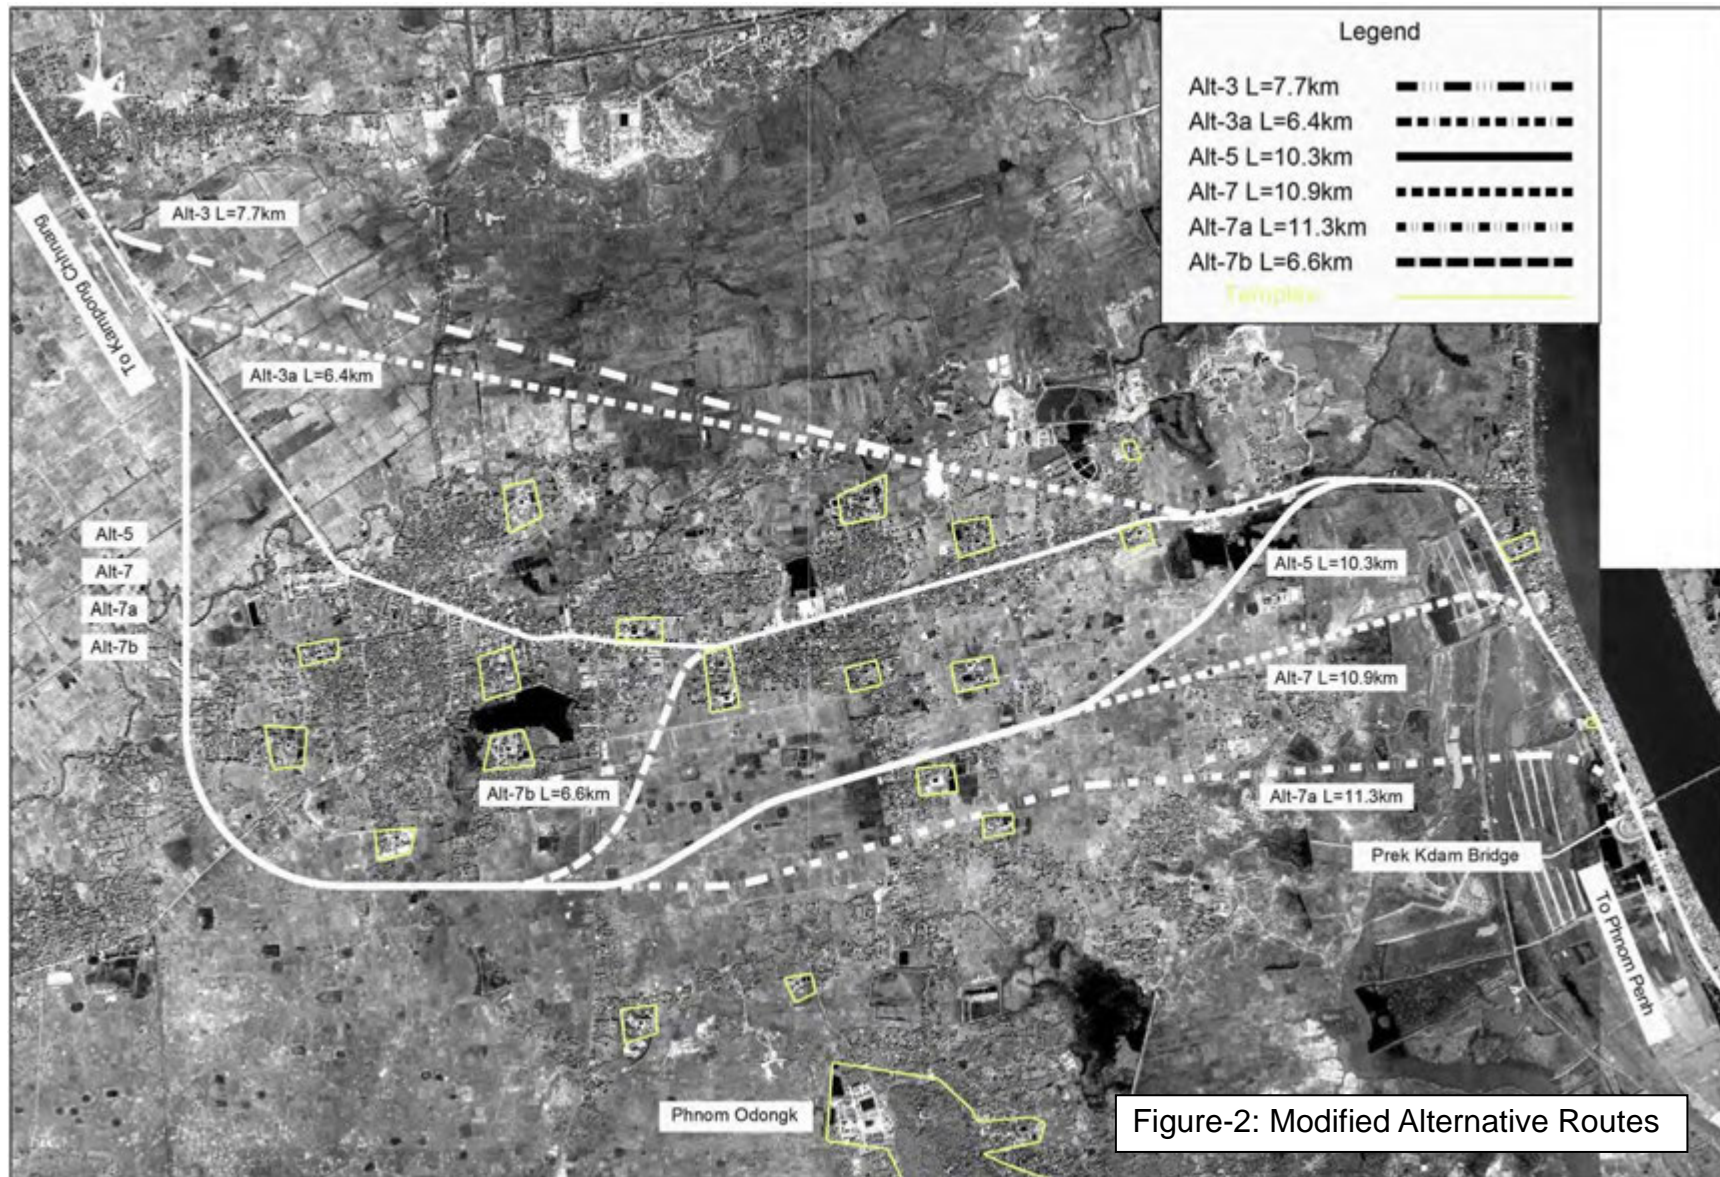 N
Legend
Alt-3 L=7.7km
Alt-3a L=6.4km
Alt-5 L=10.3km
Alt-7 L=10.9km
Alt-7a L=11.3km
Alt-7b L=6.6km
Temples
Alt-3 L=7.7km
To Kampong Chhnang
Alt-3a L=6.4km
Alt-5
Alt-7
Alt-7a
Alt-7b
Alt-5 L=10.3km
Alt-7 L=10.9km
Alt-7b L=6.6km
Alt-7a L=11.3km
Prek Kdam Bridge
To Phnom Penh
Phnom Odongk
Figure-2: Modified Alternative Routes